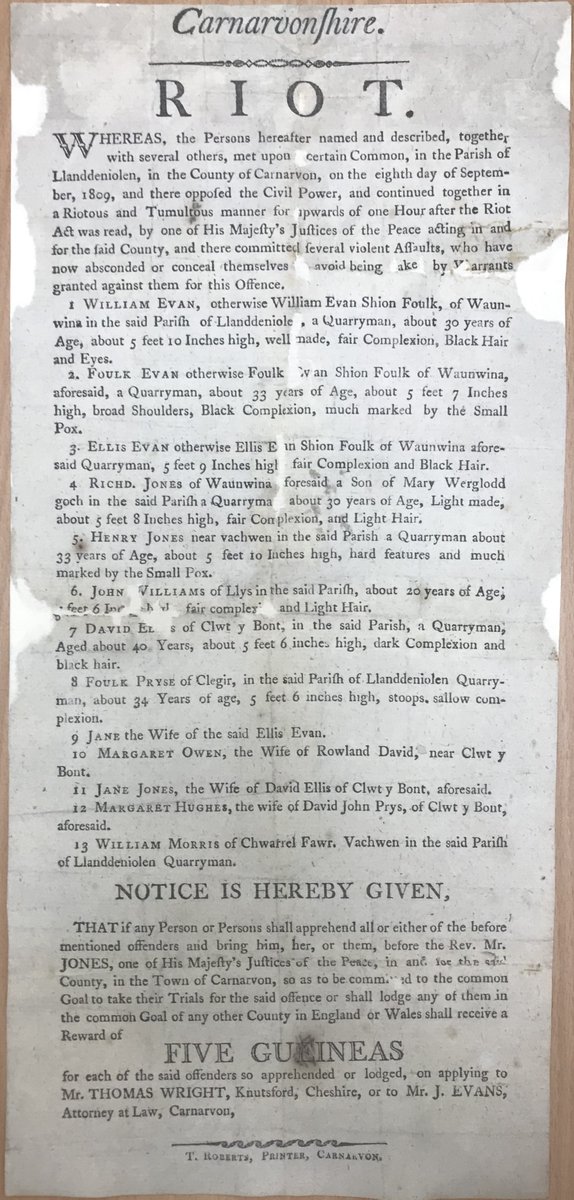 Carnarvonſhire.
RIOT.
WHEREAS, the Persons hereafter named and described, together
with several others, met upon certain Common, in the Pariſh of
Llanddeniolen, in the County of Carnarvon, on the eighth day of Septem-
ber, 1809, and there oppoſed the Civil Power, and continued together in
a Riotous and Tumultous manner for upwards of one Hour after the Riot
Act was read, by one of His Majeſty's Juſtices of the Peace acting in and
for the ſaid County, and there committed ſeveral violent Aſſaults, who have
now absconded or conceal themselves avoid being by Warrants
granted against them for this Offence.
1 WILLIAM EVAN, otherwise William Evan Shion Foulk, of Waun-
wina in the said Pariſh of Llanddeniole , a Quarryman, about 30 years of
Age, about 5 feet 10 Inches high, well made, fair Complexion, Black Hair
and Eyes.
2. FOULK EVAN otherwise Foulk Evan Shion Foulk of Waunwina,
aforesaid, a Quarryman, about 33 years of Age, about 5 feet 7 Inches
high, broad Shoulders, Black Complexion, much marked by the Small
Pox.
3. ELLIS EVAN otherwise Ellis E an Shion Foulk of Waunwina afore-
said Quarryman, 5 feet 9 Inches high fair Complexion and Black Hair.
4 RICHD. JONES of Waunwina foresaid a Son of Mary Werglodd
goch in the said Pariſh a Quarryma about 30 years of Age, Light made,
about 5 feet 8 Inches high, fair Complexion, and Light Hair.
5. HENRY JONES near vachwen in the said Pariſh a Quarryman about
33 years of Age, about 5 feet 10 Inches high, hard features and much
marked by the Small Pox.
6. JOHN WILLIAMS of Llys in the said Pariſh, about 20 years of Age,
feet 6 fair and Light Hair.
7 DAVID of Clwt y Bont, in the said Parish, a Quarryman,
Aged about 40 Years, about 5 feet 6 inches high, dark Complexion and
black hair.
8 FOULK PRYSE of Clegir, in the said Pariſh of Llanddeniolen Quarry-
man, about 34 Years of age, 5 feet 6 inches high, stoops. sallow com-
plexion.
9 JANE the Wife of the said Ellis Evan.
10 MARGARET OWEN, the Wife of Rowland David, near Clwt y
Bont.
11 JANE JONES, the Wife of David Ellis of Clwt y Bont, aforesaid.
12 MARGARET HUGHES, the wife of David John Prys, of Clwt y Bont,
aforesaid.
13 WILLIAM MORRIS of Chwarrel Fawr. Vachwen in the said Pariſh
of Llanddeniolen Quarryman.
NOTICE IS HEREBY GIVEN,
THAT if any Person or Persons shall apprehend all or either of the before
mentioned offenders and bring him, her, or them, before the Rev. Mr.
JONES, one of His Majeſty's Juſtices of the Peace, in and for the said
County, in the Town of Carnarvon, so as to be comm ed to the common
Goal to take their Trials for the said offence or shall lodge any of them in
the common Goal of any other County in England or Wales shall receive a
Reward of
FIVE GUEINEAS
for each of the said offenders so apprehended or lodged, on applying to
Mr. THOMAS WRIGHT, Knutsford, Cheshire, or to Mr. J. EVANS,
Attorney at Law, Carnarvon,
T. ROBERTS, PRINTER, CARNARVON.